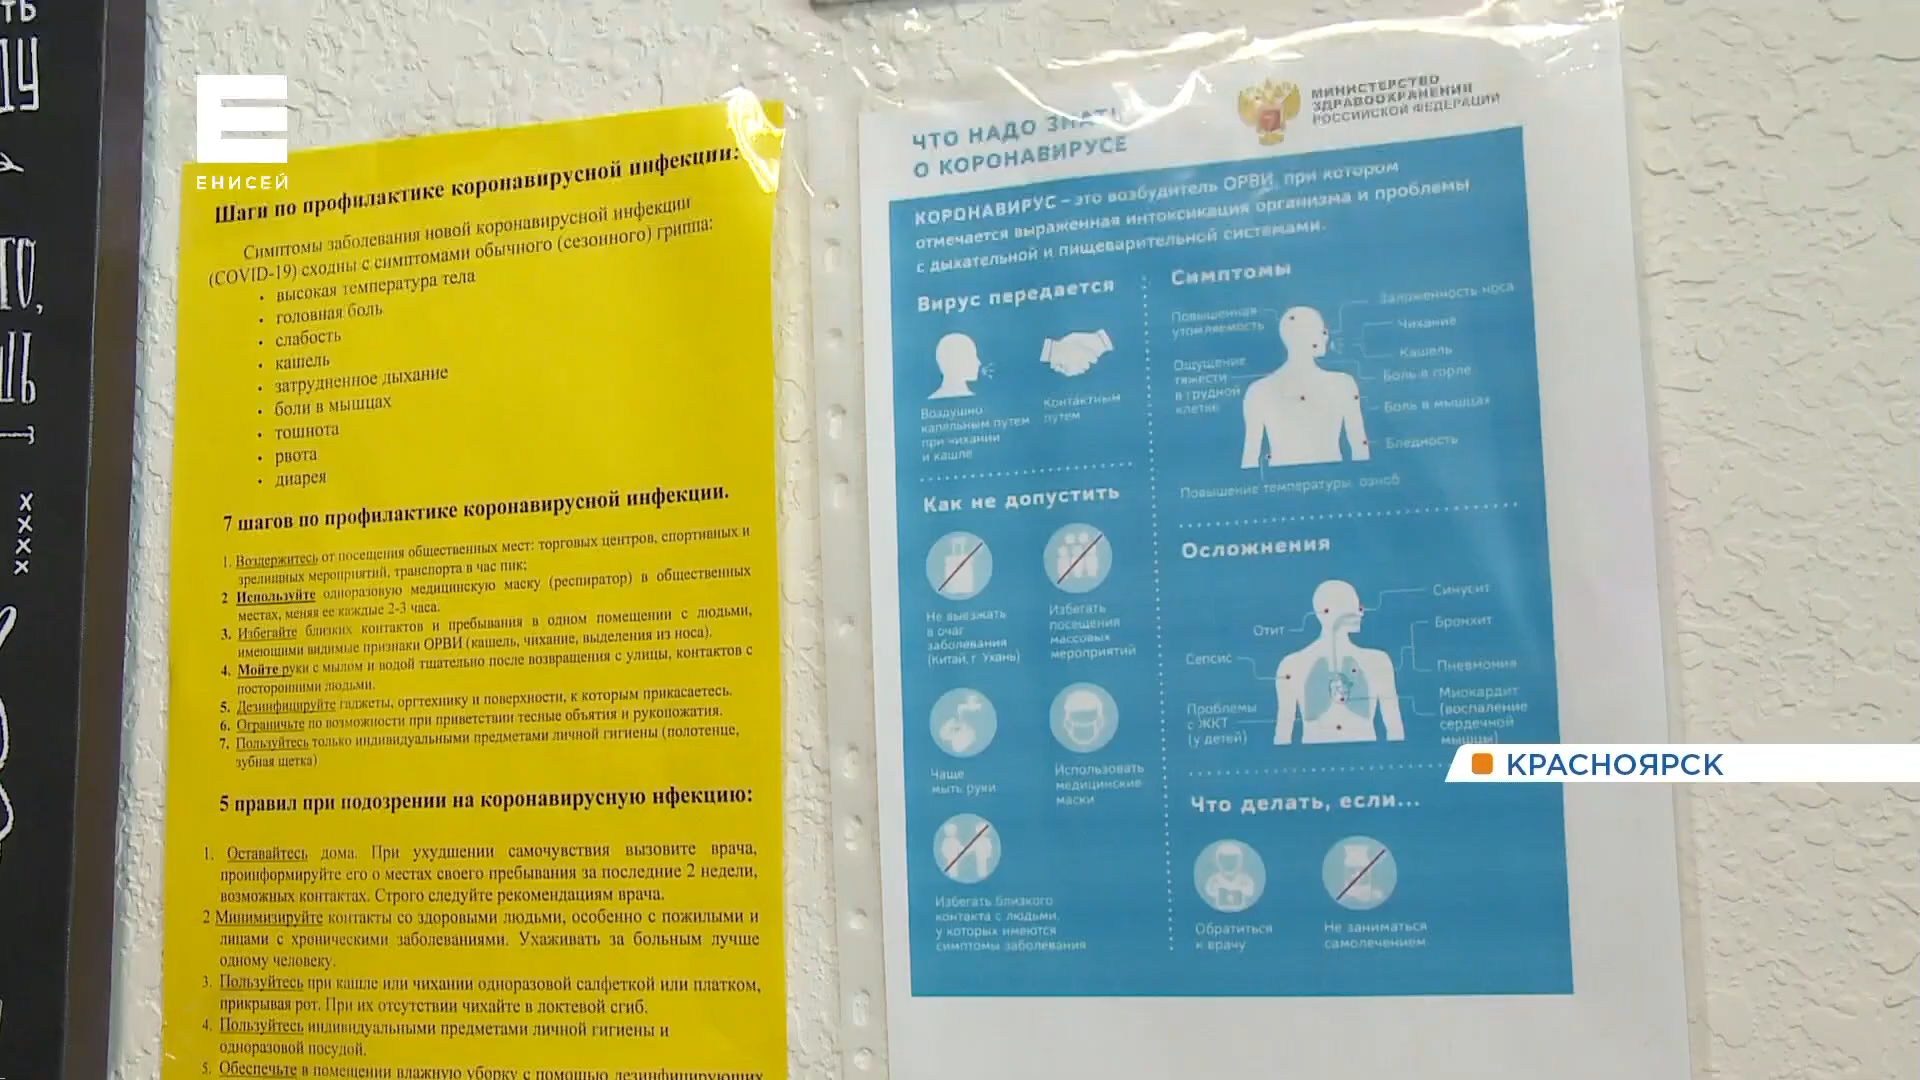 ТЬ
ДУ
ГО,
ШЬ
xxxx
Е
ЕНИСЕЙ
Шаги по профилактике коронавирусной инфекции:
Симптомы заболевания новой коронавирусной инфекции
(COVID-19) сходны с симптомами обычного (сезонного) гриппа:
• высокая температура тела
• головная боль
• слабость
• кашель
• затрудненное дыхание
• боли в мышцах
• тошнота
• рвота
• диарея
7 шагов по профилактике коронавирусной инфекции.
1. Воздержитесь от посещения общественных мест: торговых центров, спортивных и
зрелищных мероприятий, транспорта в час пик;
2 Используйте одноразовую медицинскую маску (респиратор) в общественных
местах, меняя ее каждые 2-3 часа.
3. Избегайте близких контактов и пребывания в одном помещении с людьми,
имеющими видимые признаки ОРВИ (кашель, чихание, выделения из носа).
4. Мойте руки с мылом и водой тщательно после возвращения с улицы, контактов с
посторонними людьми.
5. Дезинфицируйте гаджеты, оргтехнику и поверхности, к которым прикасаетесь.
6. Ограничьте по возможности при приветствии тесные объятия и рукопожатия.
7. Пользуйтесь только индивидуальными предметами личной гигиены (полотенце,
зубная щетка)
5 правил при подозрении на коронавирусную нфекцию:
1. Оставайтесь дома. При ухудшении самочувствия вызовите врача,
проинформируйте его о местах своего пребывания за последние 2 недели,
возможных контактах. Строго следуйте рекомендациям врача.
2 Минимизируйте контакты со здоровыми людьми, особенно с пожилыми и
лицами с хроническими заболеваниями. Ухаживать за больным лучше
одному человеку.
3. Пользуйтесь при кашле или чихании одноразовой салфеткой или платком,
прикрывая рот. При их отсутствии чихайте в локтевой сгиб.
4. Пользуйтесь индивидуальными предметами личной гигиены и
одноразовой посудой.
5. Обеспечьте в помещении влажную уборку с помощью дезинфицирующих
ЧТО НАДО ЗНАТЬ
О КОРОНАВИРУСЕ
МИНИСТЕРСТВО
ЗДРАВООХРАНЕНИЯ
РОССИЙСКОЙ ФЕДЕРАЦИИ
КОРОНАВИРУС – это возбудитель ОРВИ, при котором
отмечается выраженная интоксикация организма и проблемы
с дыхательной и пищеварительной системами.
Вирус передается
Воздушно-
капельным путем
при чихании
и кашле
Контактным
путем
Как не допустить
Не выезжать
в очаг
заболевания
(Китай, г. Ухань)
Избегать
посещения
массовых
мероприятий
Чаще
мыть руки
Использовать
медицинские
маски
Избегать близкого
контакта с людьми,
у которых имеются
симптомы заболевания
Симптомы
Повышенная
утомляемость
Ощущение
тяжести
в грудной
клетке
Заложенность носа
Чихание
Кашель
Боль в горле
Боль в мышцах
Бледность
Повышение температуры, озноб
Осложнения
Отит
Сепсис
Проблемы
с ЖКТ
(у детей)
Синусит
Бронхит
Пневмония
Миокардит
(воспаление
сердечной
мышцы)
Что делать, если...
Обратиться
к врачу
Не заниматься
самолечением
КРАСНОЯРСК